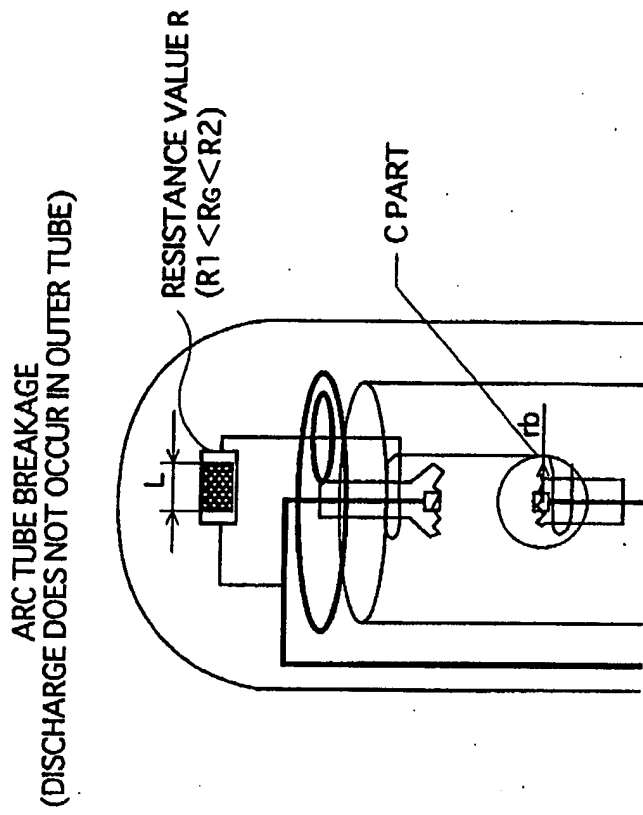 ARC TUBE BREAKAGE
(DISCHARGE DOES NOT OCCUR IN OUTER TUBE)
L
RESISTANCE VALUE R
(R1<RG<R2)
C PART
rb